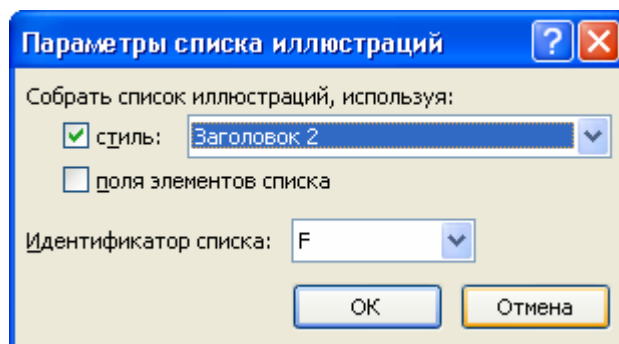 Параметры списка иллюстраций
Собрать список иллюстраций, используя:
стиль: Заголовок 2
поля элементов списка
Идентификатор списка: F
ОК Отмена